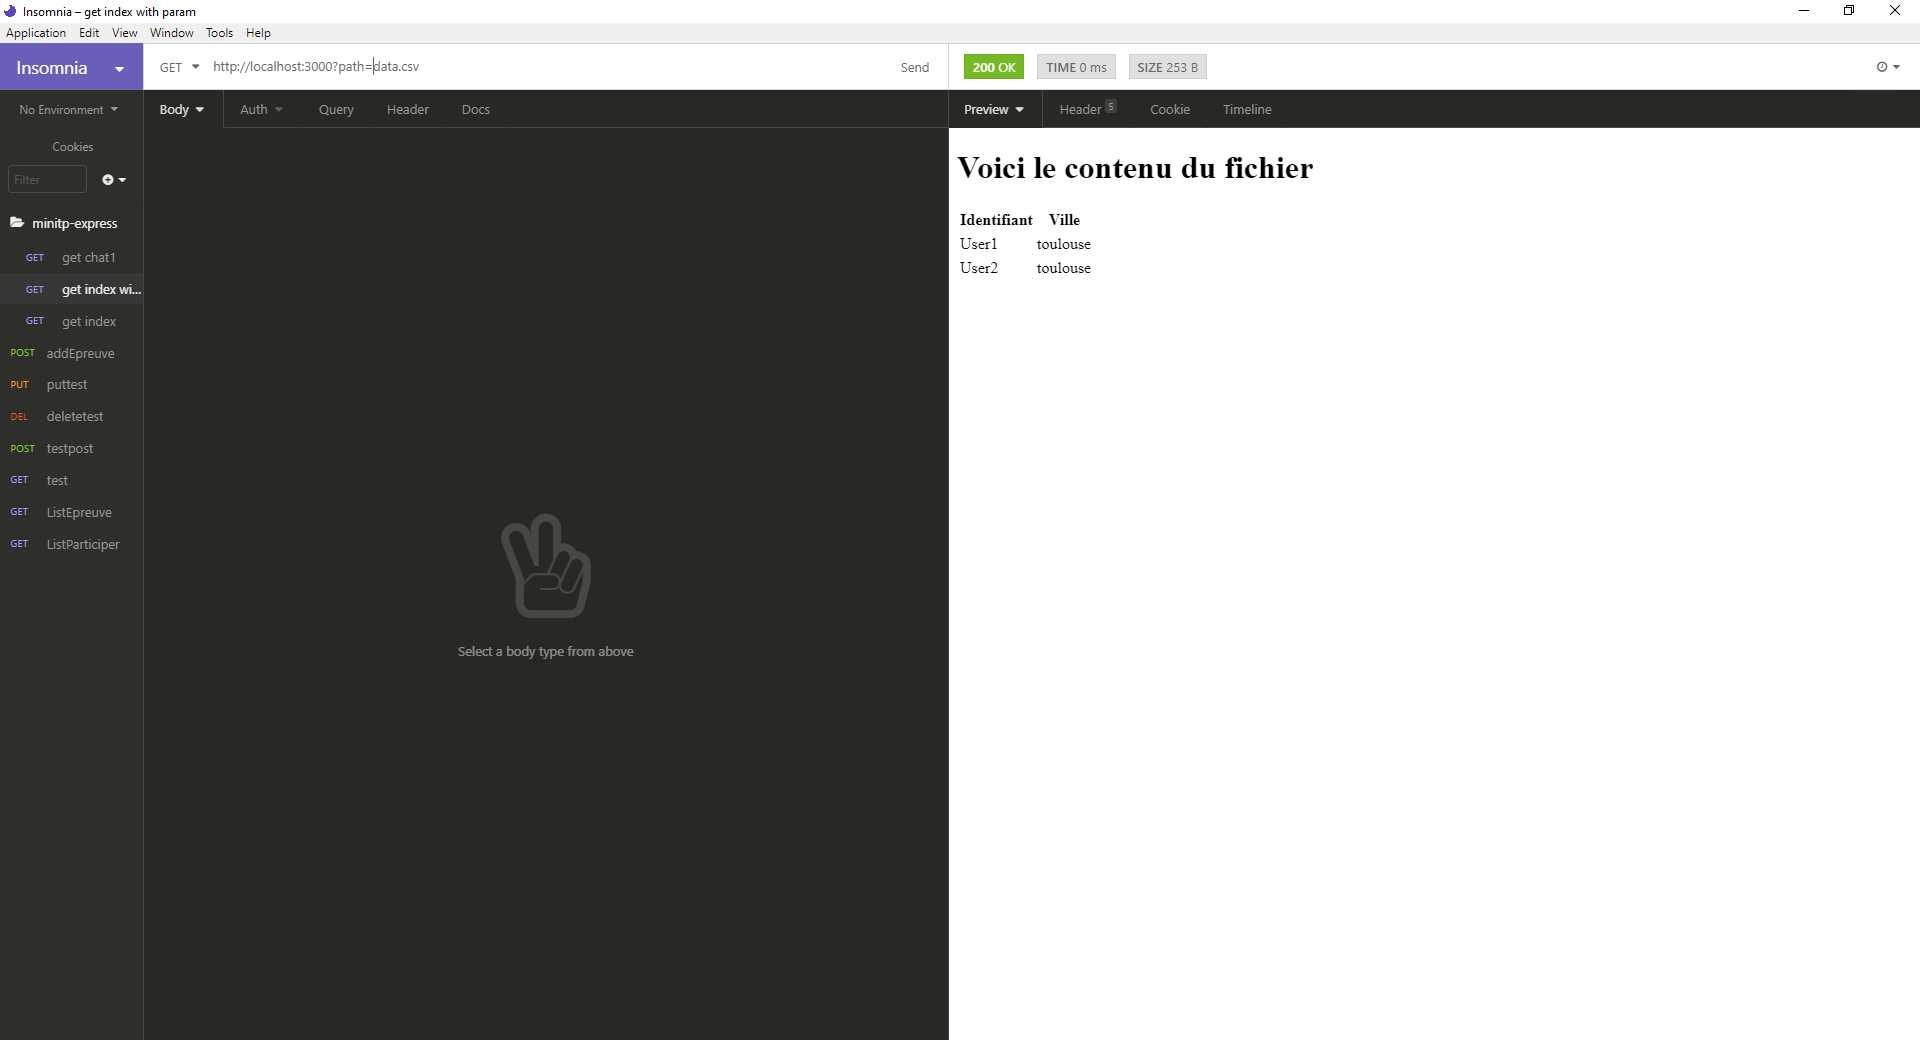 Insomnia – get index with param
Application Edit View Window Tools Help
Insomnia
GET http://localhost:3000?path=data.csv Send
200 OK TIME 0 ms SIZE 253 B
No Environment
Body Auth Query Header Docs
Preview Header 5 Cookie Timeline
Cookies
Filter
minitp-express
GET get chat1
GET get index wi...
GET get index
POST addEpreuve
PUT puttest
DEL deletetest
POST testpost
GET test
GET ListEpreuve
GET ListParticiper
Select a body type from above
Voici le contenu du fichier
Identifiant Ville
User1 toulouse
User2 toulouse